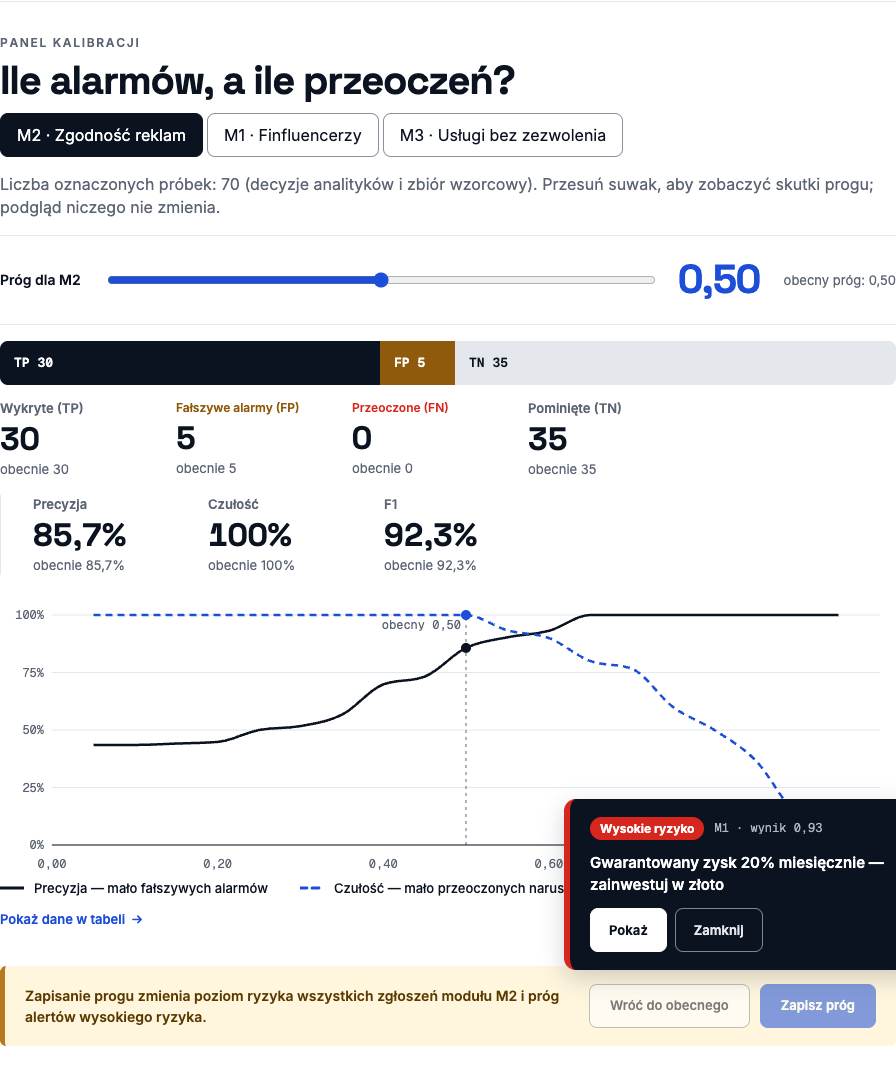 PANEL KALIBRACJI
Ile alarmów, a ile przeoczeń?
M2 · Zgodność reklam
M1 · Finfluencerzy
M3 · Usługi bez zezwolenia
Liczba oznaczonych próbek: 70 (decyzje analityków i zbiór wzorcowy). Przesuń suwak, aby zobaczyć skutki progu;
podgląd niczego nie zmienia.
Próg dla M2
0,50
obecny próg: 0,50
TP 30
FP 5
TN 35
Wykryte (TP)
30
obecnie 30
Fałszywe alarmy (FP)
5
obecnie 5
Przeoczone (FN)
0
obecnie 0
Pominięte (TN)
35
obecnie 35
Precyzja
85,7%
obecnie 85,7%
Czułość
100%
obecnie 100%
F1
92,3%
obecnie 92,3%
100%
75%
50%
25%
0%
obecny 0,50
0,00
0,20
0,40
0,60
Precyzja — mało fałszywych alarmów
Czułość — mało przeoczonych narus
Pokaż dane w tabeli →
Wysokie ryzyko
M1 · wynik 0,93
Gwarantowany zysk 20% miesięcznie —
zainwestuj w złoto
Pokaż
Zamknij
Zapisanie progu zmienia poziom ryzyka wszystkich zgłoszeń modułu M2 i próg
alertów wysokiego ryzyka.
Wróć do obecnego
Zapisz próg